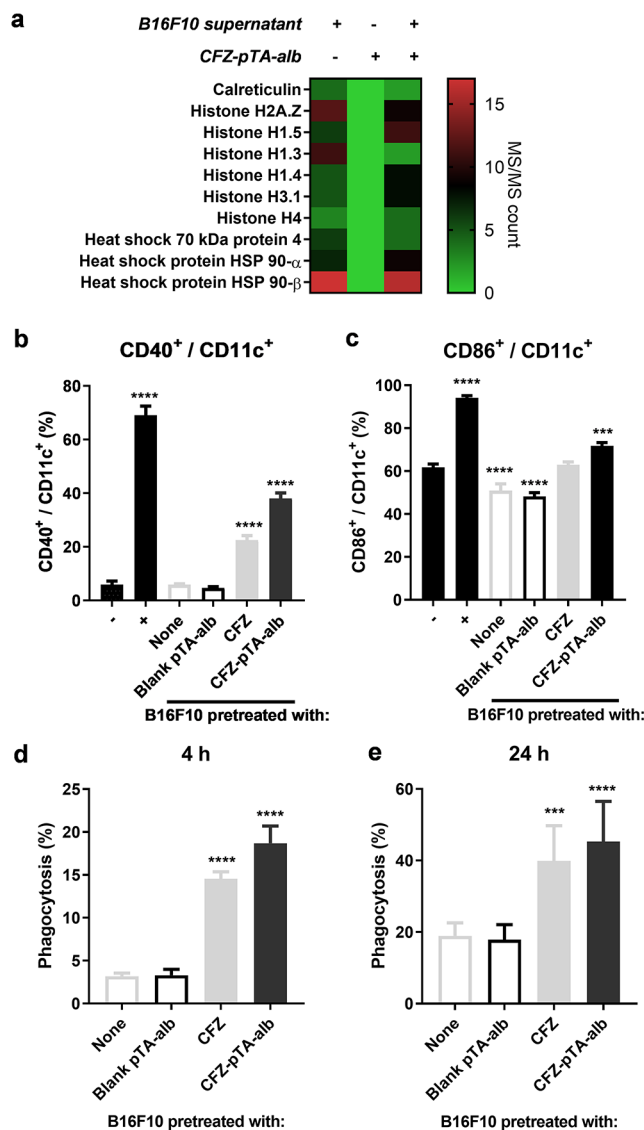 a
B16F10 supernatant + - +
CFZ-pTA-alb - + +
Calreticulin
Histone H2A.Z
Histone H1.5
Histone H1.3
Histone H1.4
Histone H3.1
Histone H4
Heat shock 70 kDa protein 4
Heat shock protein HSP 90-α
Heat shock protein HSP 90-β
15
10
5
0
MS/MS count
b
CD40⁺ / CD11c⁺
CD40⁺ / CD11c⁺ (%)
80
60
40
20
0
****
****
****
-
+
None
Blank pTA-alb
CFZ
CFZ-pTA-alb
B16F10 pretreated with:
c
CD86⁺ / CD11c⁺
CD86⁺ / CD11c⁺ (%)
100
80
60
40
20
0
****
****
****
***
-
+
None
Blank pTA-alb
CFZ
CFZ-pTA-alb
B16F10 pretreated with:
d
4 h
Phagocytosis (%)
25
20
15
10
5
0
****
****
None
Blank pTA-alb
CFZ
CFZ-pTA-alb
B16F10 pretreated with:
e
24 h
Phagocytosis (%)
60
40
20
0
***
****
None
Blank pTA-alb
CFZ
CFZ-pTA-alb
B16F10 pretreated with: